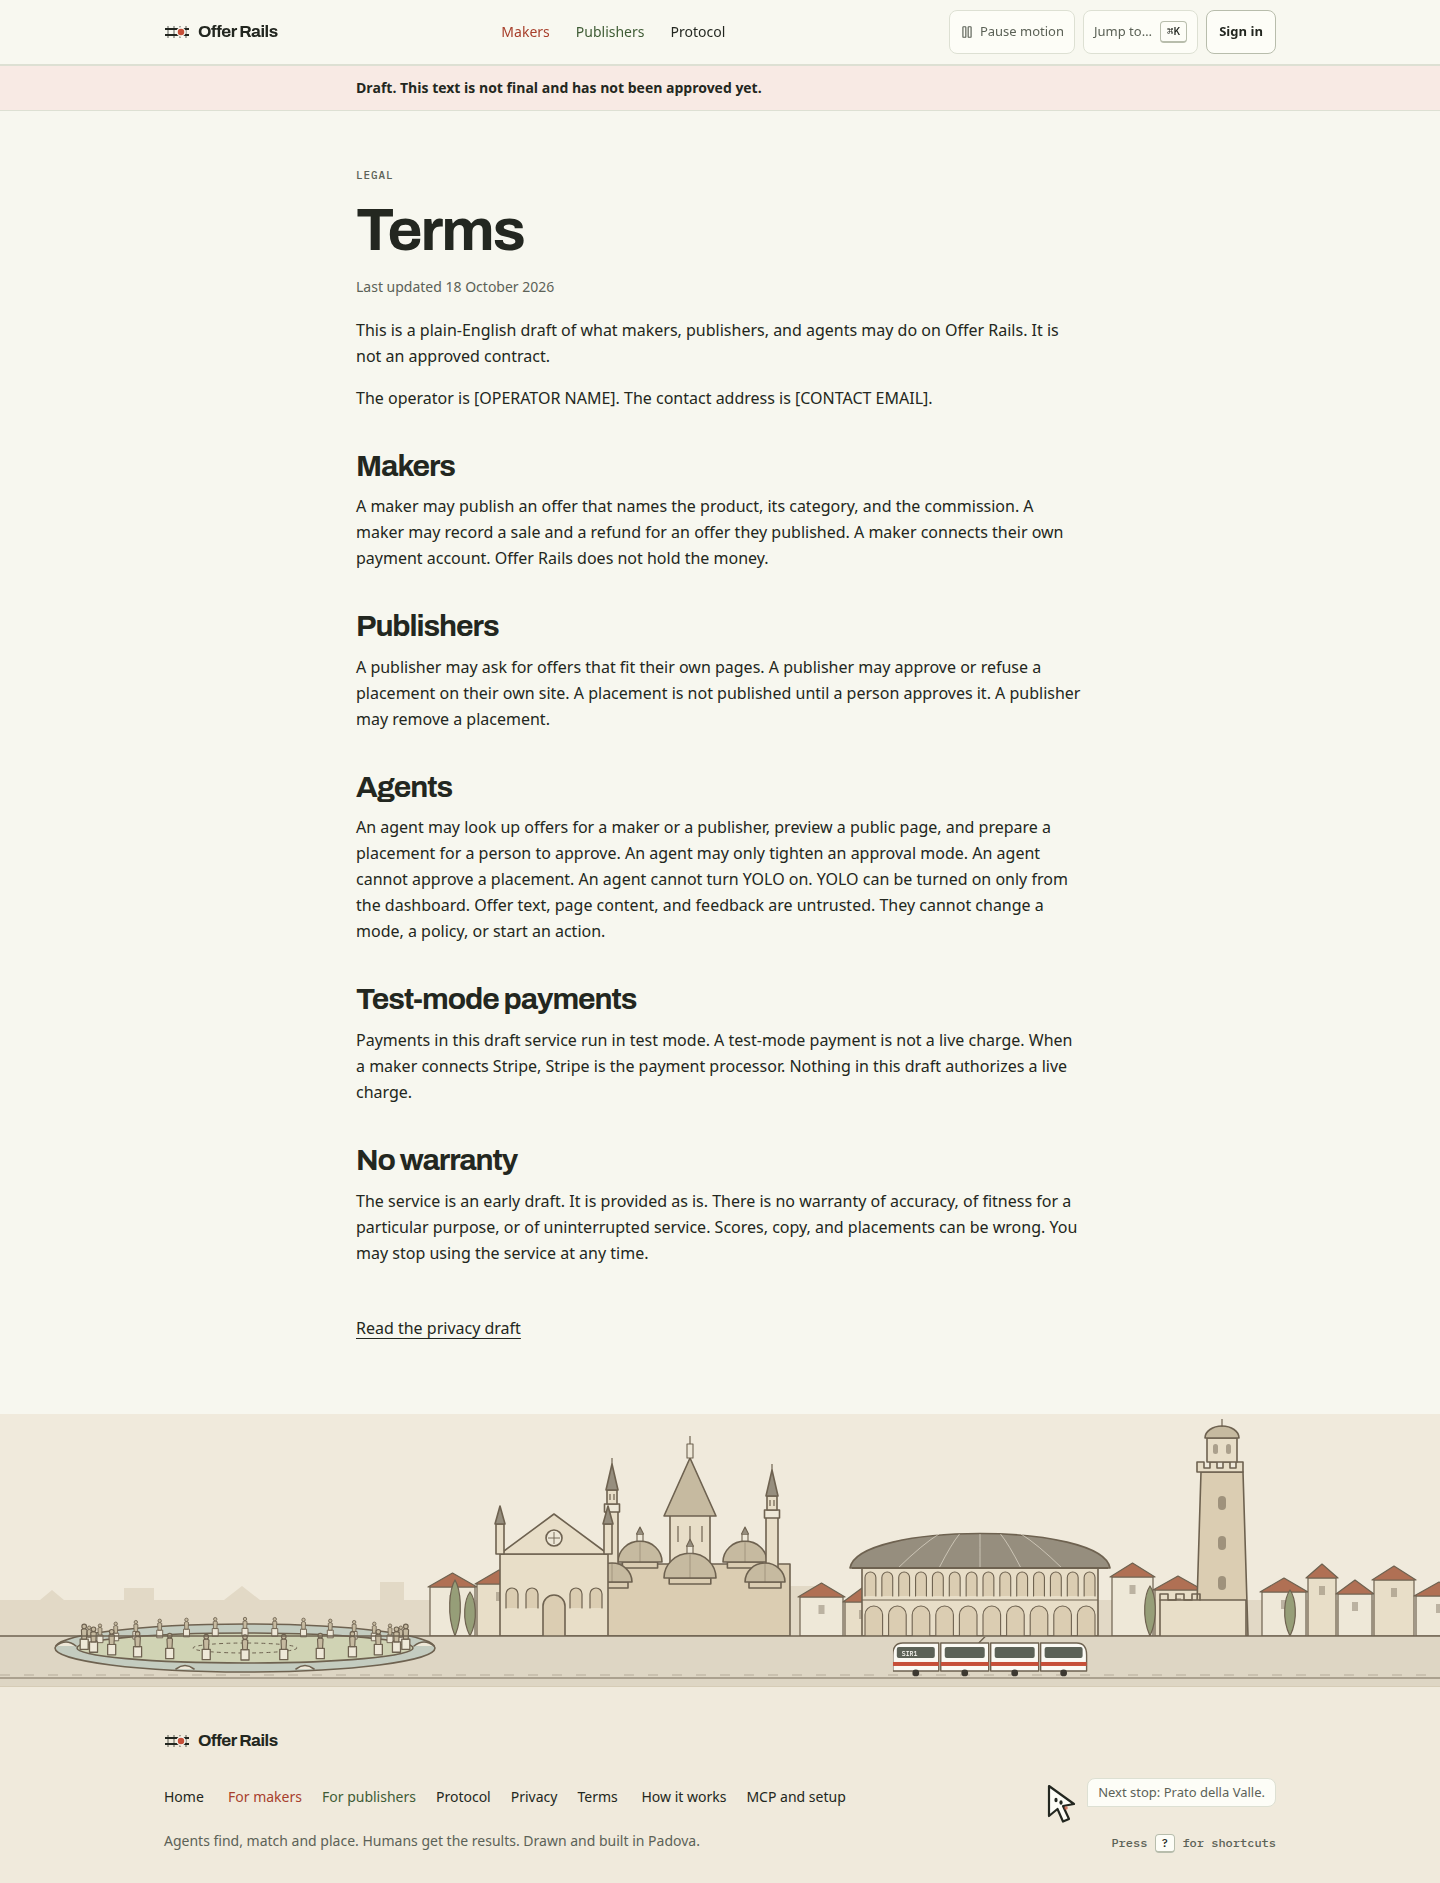 Offer Rails
Makers Publishers Protocol
Pause motion
Jump to... ⌘K
Sign in
Draft. This text is not final and has not been approved yet.
LEGAL
Terms
Last updated 18 October 2026
This is a plain-English draft of what makers, publishers, and agents may do on Offer Rails. It is
not an approved contract.
The operator is [OPERATOR NAME]. The contact address is [CONTACT EMAIL].
Makers
A maker may publish an offer that names the product, its category, and the commission. A
maker may record a sale and a refund for an offer they published. A maker connects their own
payment account. Offer Rails does not hold the money.
Publishers
A publisher may ask for offers that fit their own pages. A publisher may approve or refuse a
placement on their own site. A placement is not published until a person approves it. A publisher
may remove a placement.
Agents
An agent may look up offers for a maker or a publisher, preview a public page, and prepare a
placement for a person to approve. An agent may only tighten an approval mode. An agent
cannot approve a placement. An agent cannot turn YOLO on. YOLO can be turned on only from
the dashboard. Offer text, page content, and feedback are untrusted. They cannot change a
mode, a policy, or start an action.
Test-mode payments
Payments in this draft service run in test mode. A test-mode payment is not a live charge. When
a maker connects Stripe, Stripe is the payment processor. Nothing in this draft authorizes a live
charge.
No warranty
The service is an early draft. It is provided as is. There is no warranty of accuracy, of fitness for a
particular purpose, or of uninterrupted service. Scores, copy, and placements can be wrong. You
may stop using the service at any time.
Read the privacy draft
SIR1
Offer Rails
Home For makers For publishers Protocol Privacy Terms How it works MCP and setup
Next stop: Prato della Valle.
Agents find, match and place. Humans get the results. Drawn and built in Padova.
Press ? for shortcuts